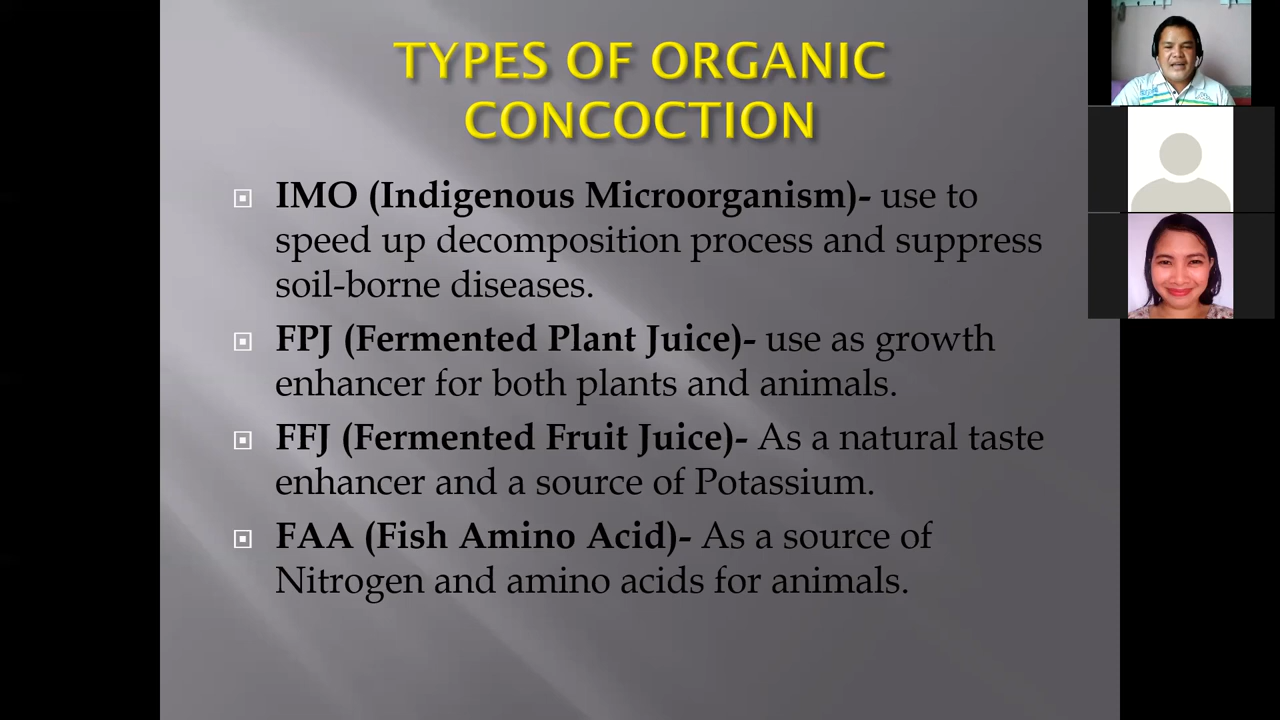 TYPES OF ORGANIC
CONCOCTION
IMO (Indigenous Microorganism)- use to
speed up decomposition process and suppress
soil-borne diseases.
FPJ (Fermented Plant Juice)- use as growth
enhancer for both plants and animals.
FFJ (Fermented Fruit Juice)- As a natural taste
enhancer and a source of Potassium.
FAA (Fish Amino Acid)- As a source of
Nitrogen and amino acids for animals.